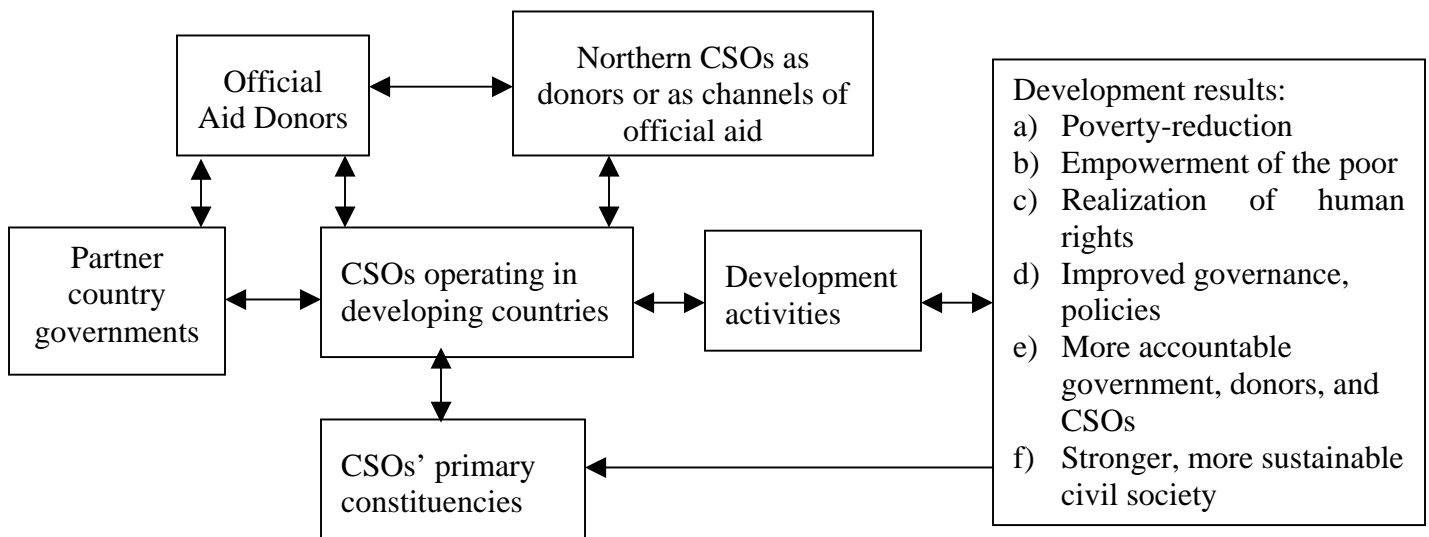 Official
Aid Donors
Northern CSOs as
donors or as channels of
official aid
Partner
country
governments
CSOs operating in
developing countries
Development
activities
CSOs’ primary
constituencies
Development results:
a) Poverty-reduction
b) Empowerment of the poor
c) Realization of human
rights
d) Improved governance,
policies
e) More accountable
government, donors, and
CSOs
f) Stronger, more sustainable
civil society